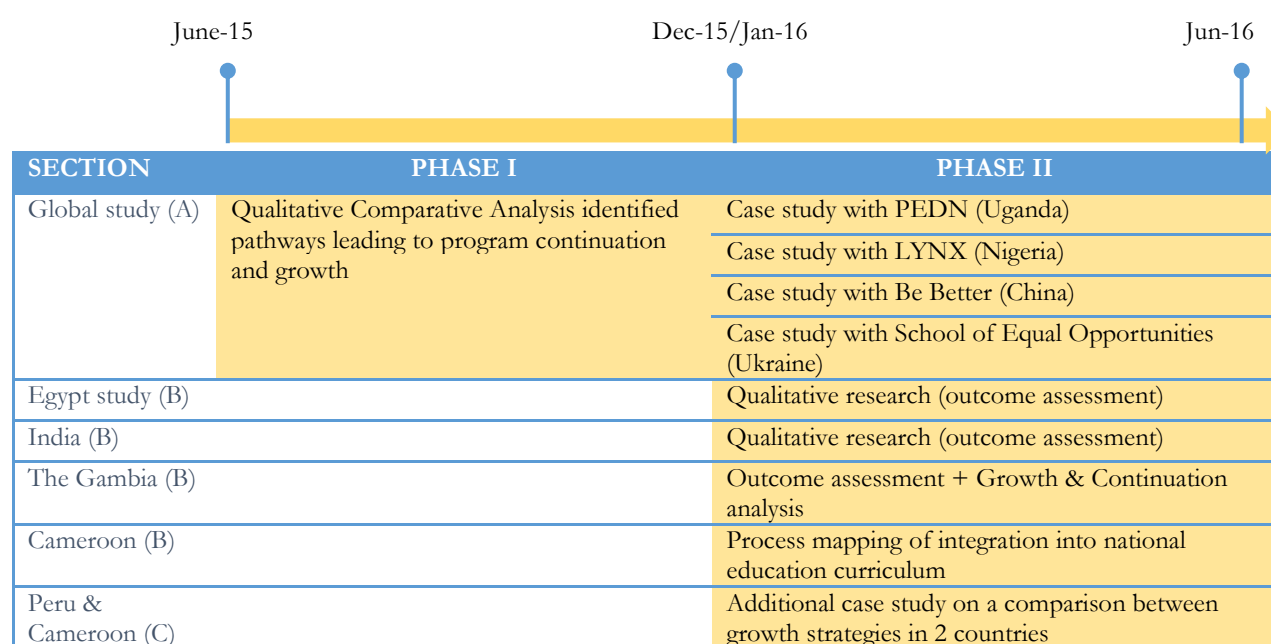 June-15
Dec-15/Jan-16
Jun-16
SECTION
PHASE I
PHASE II
Global study (A)
Qualitative Comparative Analysis identified
pathways leading to program continuation
and growth
Case study with PEDN (Uganda)
Case study with LYNX (Nigeria)
Case study with Be Better (China)
Case study with School of Equal Opportunities
(Ukraine)
Egypt study (B)
Qualitative research (outcome assessment)
India (B)
Qualitative research (outcome assessment)
The Gambia (B)
Outcome assessment + Growth & Continuation
analysis
Cameroon (B)
Process mapping of integration into national
education curriculum
Peru &
Cameroon (C)
Additional case study on a comparison between
growth strategies in 2 countries